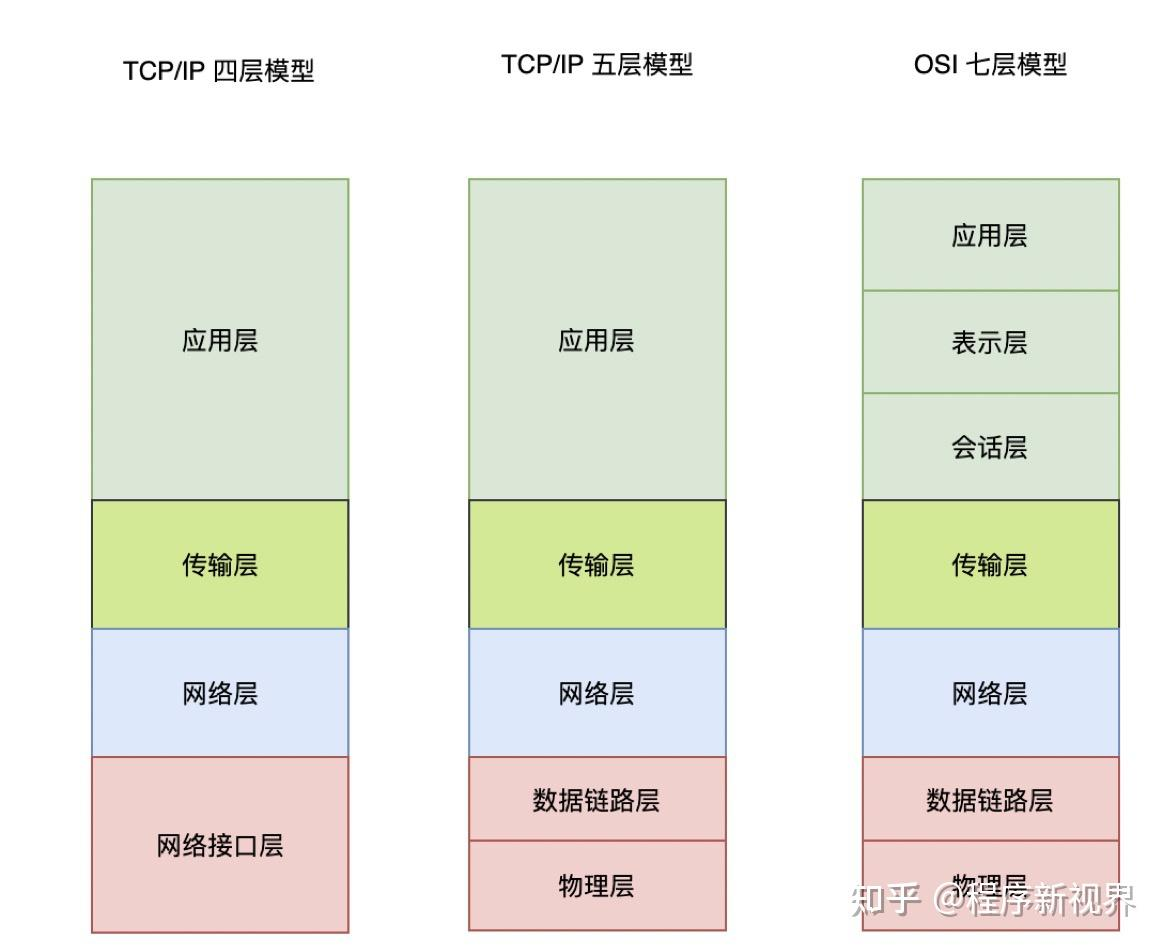 TCP/IP 四层模型
应用层
传输层
网络层
网络接口层
TCP/IP 五层模型
应用层
传输层
网络层
数据链路层
物理层
OSI 七层模型
应用层
表示层
会话层
传输层
网络层
数据链路层
物理层
知乎 @程序新视界